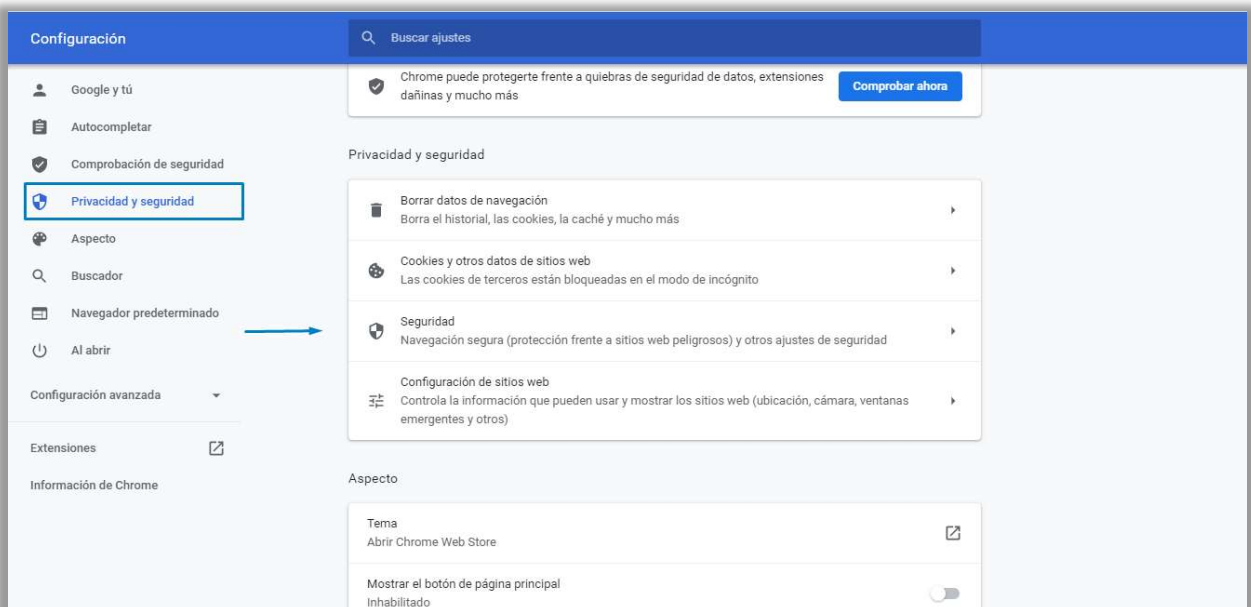 Configuración
Buscar ajustes
Google y tú
Autocompletar
Comprobación de seguridad
Privacidad y seguridad
Aspecto
Buscador
Navegador predeterminado
Al abrir
Configuración avanzada
Extensiones
Información de Chrome
Chrome puede protegerte frente a quiebras de seguridad de datos, extensiones
dañinas y mucho más
Comprobar ahora
Privacidad y seguridad
Borrar datos de navegación
Borra el historial, las cookies, la caché y mucho más
Cookies y otros datos de sitios web
Las cookies de terceros están bloqueadas en el modo de incógnito
Seguridad
Navegación segura (protección frente a sitios web peligrosos) y otros ajustes de seguridad
Configuración de sitios web
Controla la información que pueden usar y mostrar los sitios web (ubicación, cámara, ventanas
emergentes y otros)
Aspecto
Tema
Abrir Chrome Web Store
Mostrar el botón de página principal
Inhabilitado